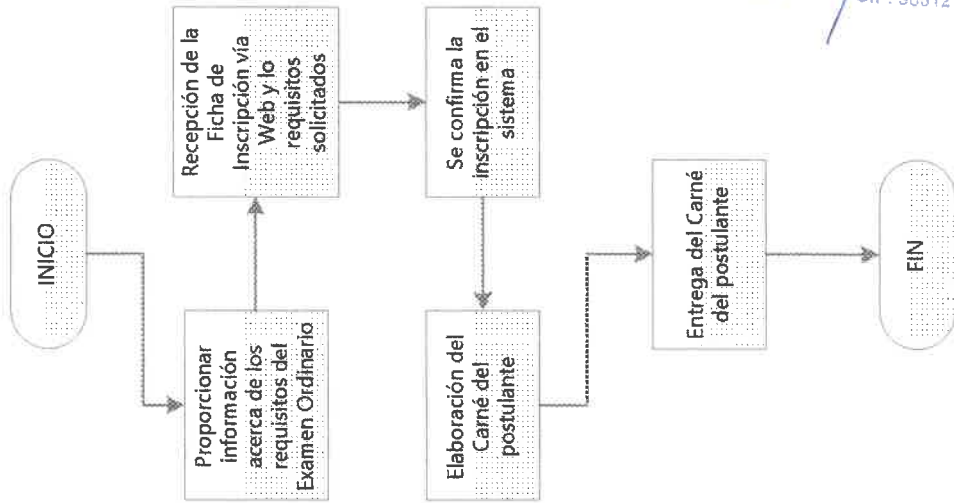 INICIO
Proporcionar
información
acerca de los
requisitos del
Examen Ordinario
Recepción de la
Ficha de
Inscripción vía
Web y lo
requisitos
solicitados
Se confirma la
inscripción en el
sistema
Elaboración del
Carné del
postulante
Entrega del Carné
del postulante
FIN